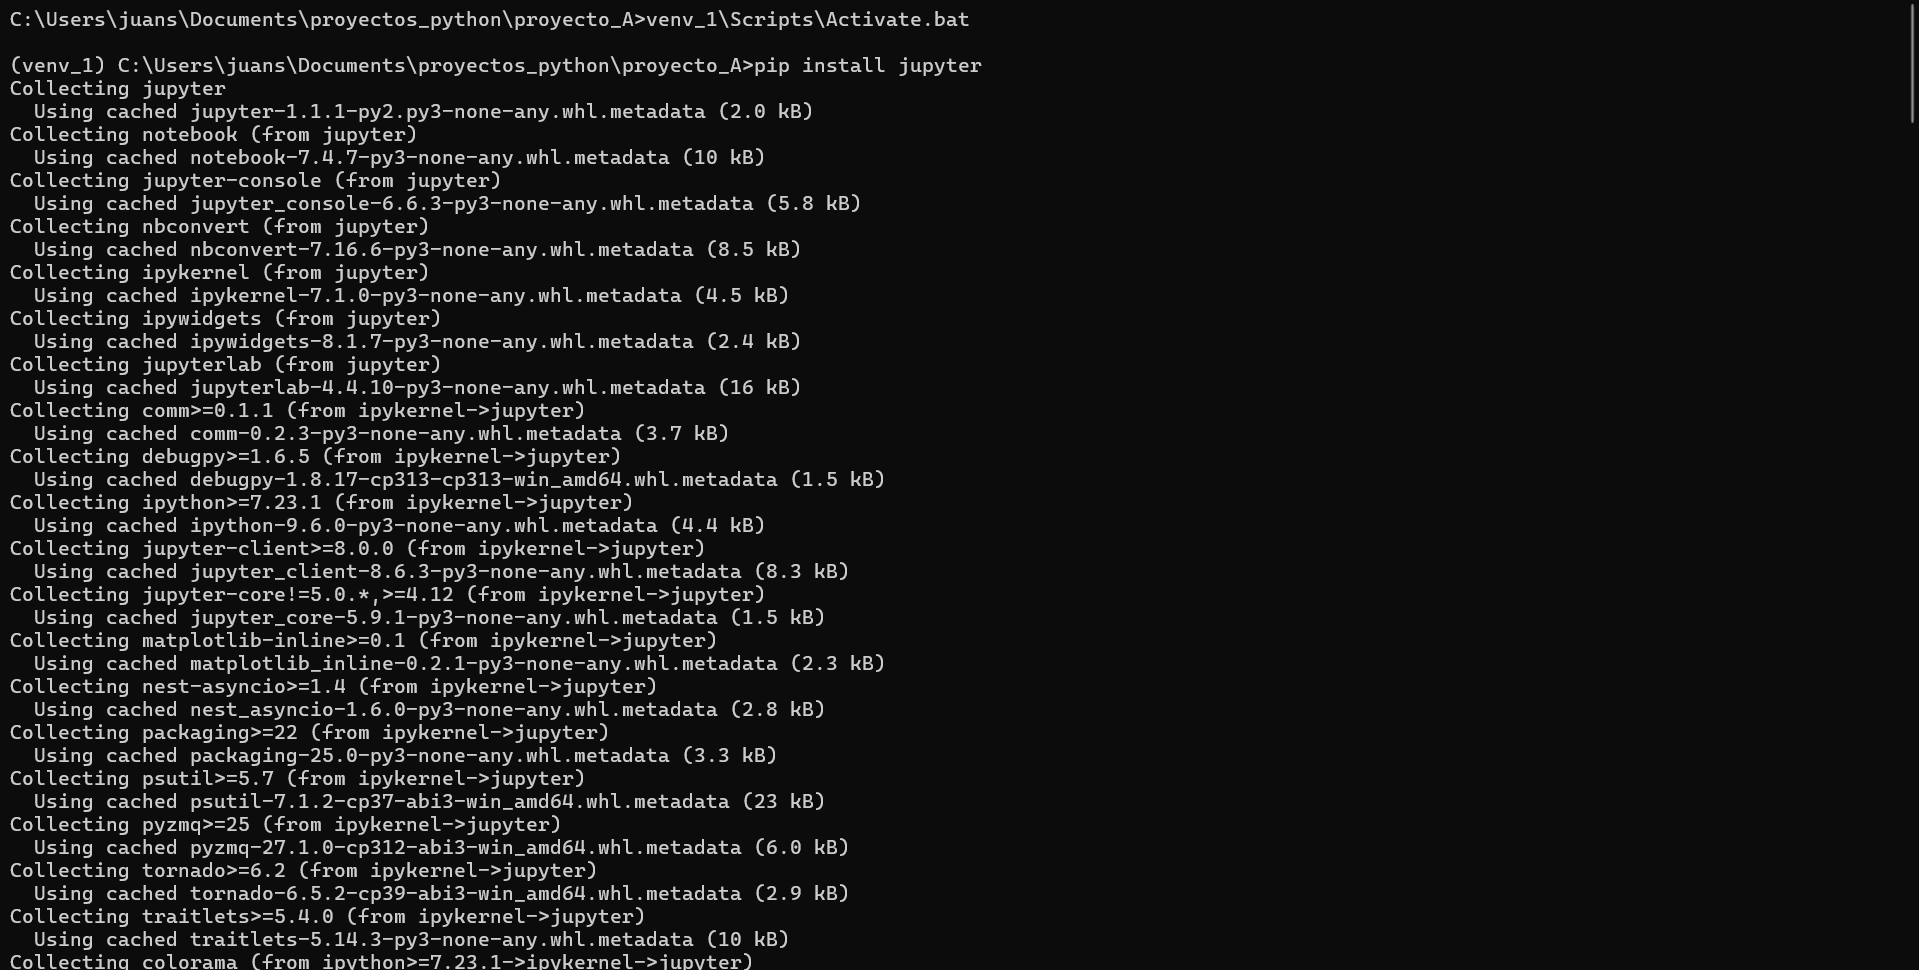 C:\Users\juans\Documents\proyectos_python\proyecto_A>venv_1\Scripts\Activate.bat
(venv_1) C:\Users\juans\Documents\proyectos_python\proyecto_A>pip install jupyter
Collecting jupyter
  Using cached jupyter-1.1.1-py2.py3-none-any.whl.metadata (2.0 kB)
Collecting notebook (from jupyter)
  Using cached notebook-7.4.7-py3-none-any.whl.metadata (10 kB)
Collecting jupyter-console (from jupyter)
  Using cached jupyter_console-6.6.3-py3-none-any.whl.metadata (5.8 kB)
Collecting nbconvert (from jupyter)
  Using cached nbconvert-7.16.6-py3-none-any.whl.metadata (8.5 kB)
Collecting ipykernel (from jupyter)
  Using cached ipykernel-7.1.0-py3-none-any.whl.metadata (4.5 kB)
Collecting ipywidgets (from jupyter)
  Using cached ipywidgets-8.1.7-py3-none-any.whl.metadata (2.4 kB)
Collecting jupyterlab (from jupyter)
  Using cached jupyterlab-4.4.10-py3-none-any.whl.metadata (16 kB)
Collecting comm>=0.1.1 (from ipykernel->jupyter)
  Using cached comm-0.2.3-py3-none-any.whl.metadata (3.7 kB)
Collecting debugpy>=1.6.5 (from ipykernel->jupyter)
  Using cached debugpy-1.8.17-cp313-cp313-win_amd64.whl.metadata (1.5 kB)
Collecting ipython>=7.23.1 (from ipykernel->jupyter)
  Using cached ipython-9.6.0-py3-none-any.whl.metadata (4.4 kB)
Collecting jupyter-client>=8.0.0 (from ipykernel->jupyter)
  Using cached jupyter_client-8.6.3-py3-none-any.whl.metadata (8.3 kB)
Collecting jupyter-core!=5.0.*,>=4.12 (from ipykernel->jupyter)
  Using cached jupyter_core-5.9.1-py3-none-any.whl.metadata (1.5 kB)
Collecting matplotlib-inline>=0.1 (from ipykernel->jupyter)
  Using cached matplotlib_inline-0.2.1-py3-none-any.whl.metadata (2.3 kB)
Collecting nest-asyncio>=1.4 (from ipykernel->jupyter)
  Using cached nest_asyncio-1.6.0-py3-none-any.whl.metadata (2.8 kB)
Collecting packaging>=22 (from ipykernel->jupyter)
  Using cached packaging-25.0-py3-none-any.whl.metadata (3.3 kB)
Collecting psutil>=5.7 (from ipykernel->jupyter)
  Using cached psutil-7.1.2-cp37-abi3-win_amd64.whl.metadata (23 kB)
Collecting pyzmq>=25 (from ipykernel->jupyter)
  Using cached pyzmq-27.1.0-cp312-abi3-win_amd64.whl.metadata (6.0 kB)
Collecting tornado>=6.2 (from ipykernel->jupyter)
  Using cached tornado-6.5.2-cp39-abi3-win_amd64.whl.metadata (2.9 kB)
Collecting traitlets>=5.4.0 (from ipykernel->jupyter)
  Using cached traitlets-5.14.3-py3-none-any.whl.metadata (10 kB)
Collecting colorama (from ipython>=7.23.1->ipykernel->jupyter)